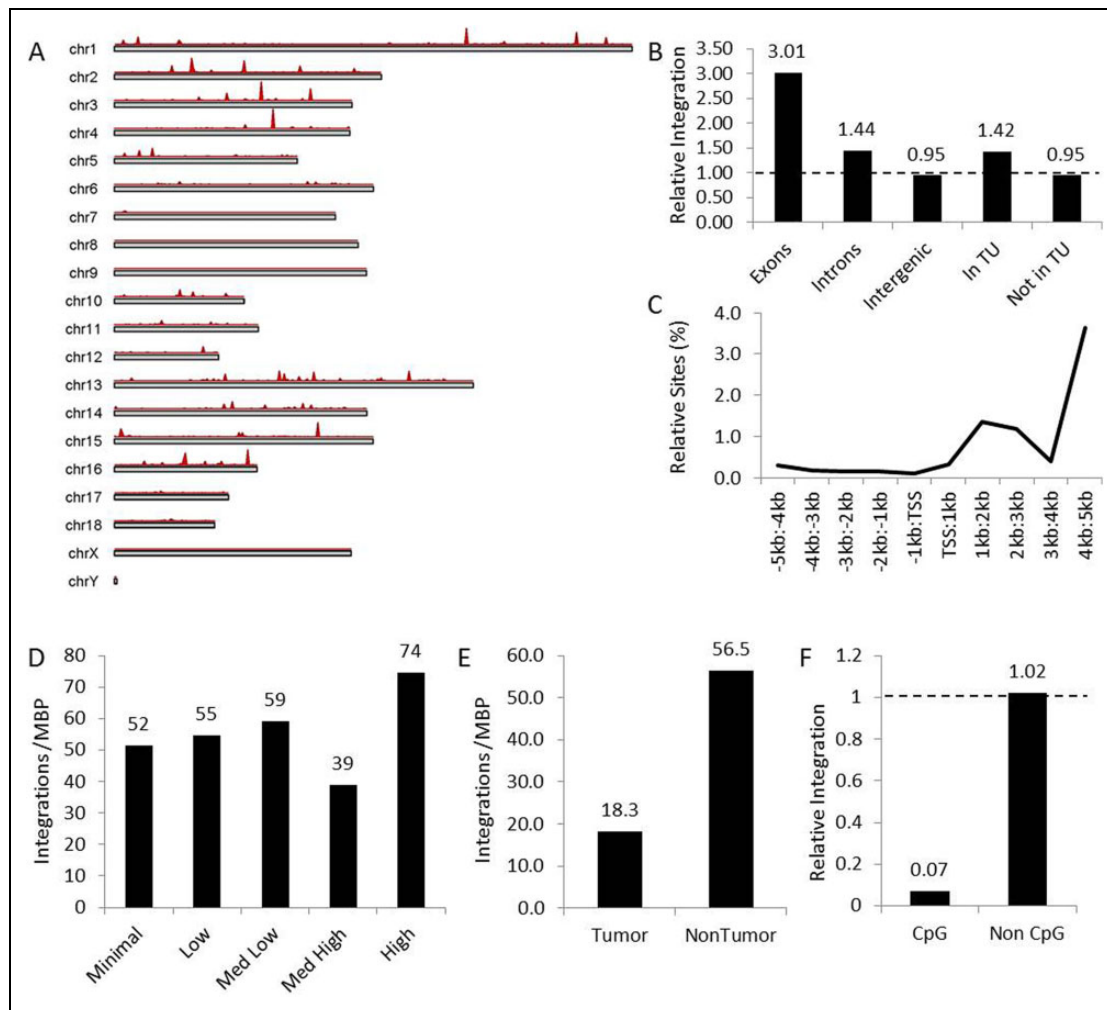 A
chr1
chr2
chr3
chr4
chr5
chr6
chr7
chr8
chr9
chr10
chr11
chr12
chr13
chr14
chr15
chr16
chr17
chr18
chrX
chrY
B
Relative Integration
3.50
3.00
2.50
2.00
1.50
1.00
0.50
0.00
3.01
1.44
0.95
1.42
0.95
Exons
Introns
Intergenic
In TU
Not in TU
C
Relative Sites (%)
4.0
3.0
2.0
1.0
0.0
-5kb:-4kb
-4kb:-3kb
-3kb:-2kb
-2kb:-1kb
-1kb:TSS
TSS:1kb
1kb:2kb
2kb:3kb
3kb:4kb
4kb:5kb
D
Integrations/MBP
80
70
60
50
40
30
20
10
0
52
55
59
39
74
Minimal
Low
Med Low
Med High
High
E
Integrations/MBP
60.0
50.0
40.0
30.0
20.0
10.0
0.0
18.3
56.5
Tumor
NonTumor
F
Relative Integration
1.2
1
0.8
0.6
0.4
0.2
0
0.07
1.02
CpG
Non CpG